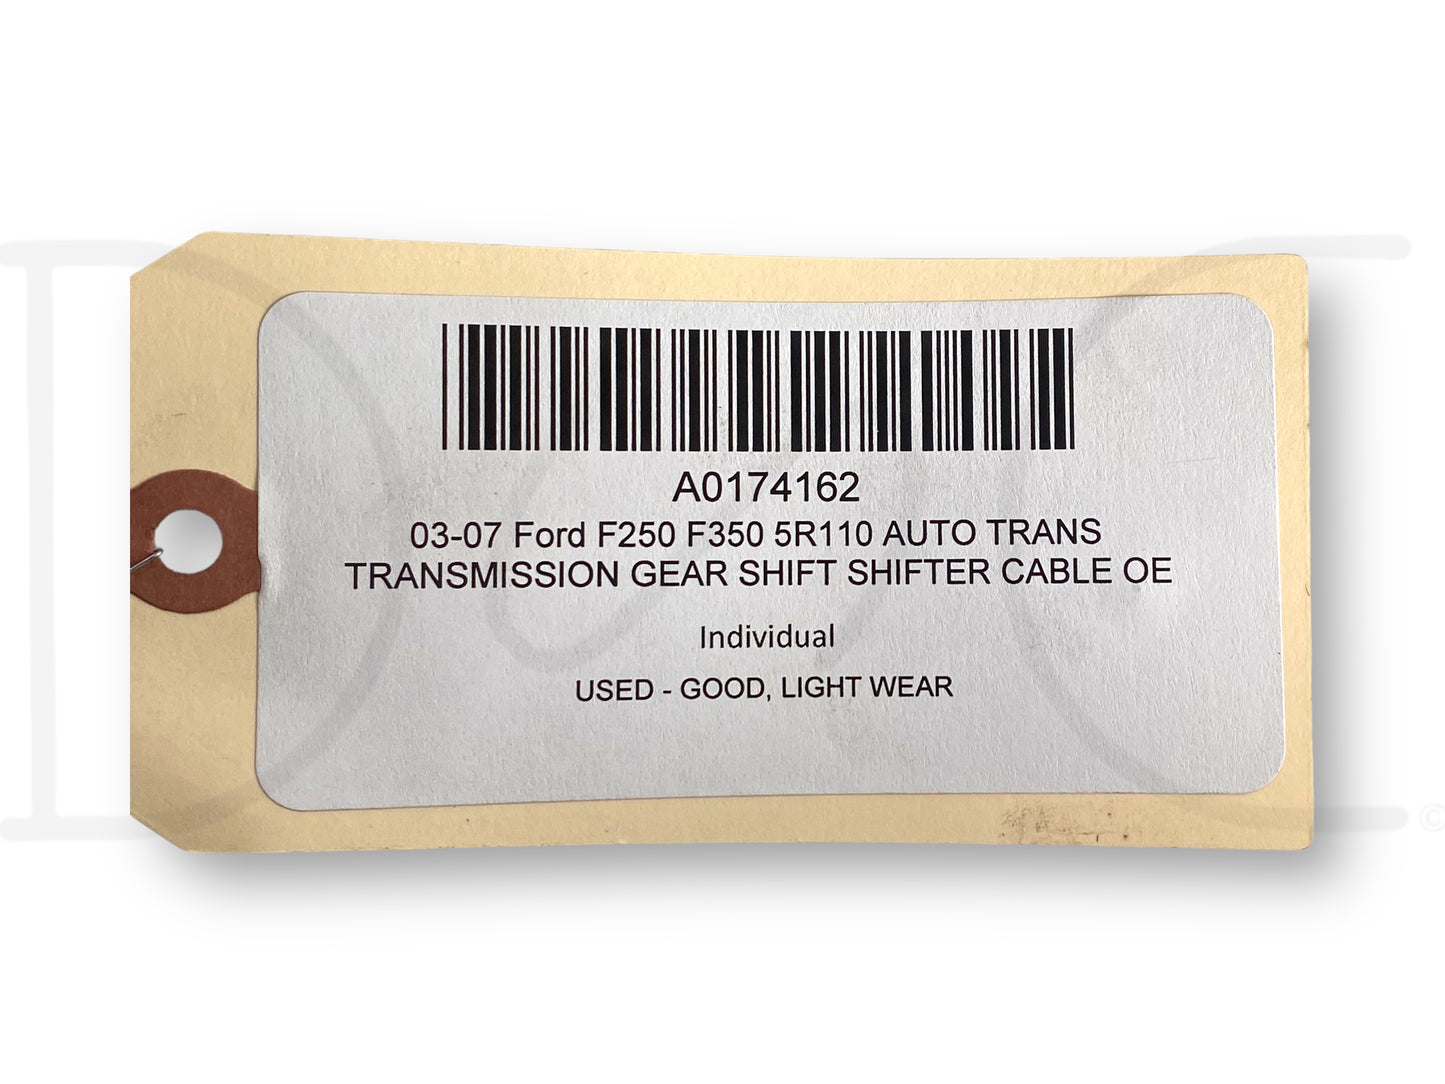 A0174162
03-07 Ford F250 F350 5R110 AUTO TRANS
TRANSMISSION GEAR SHIFT SHIFTER CABLE OE
Individual
USED - GOOD, LIGHT WEAR
©